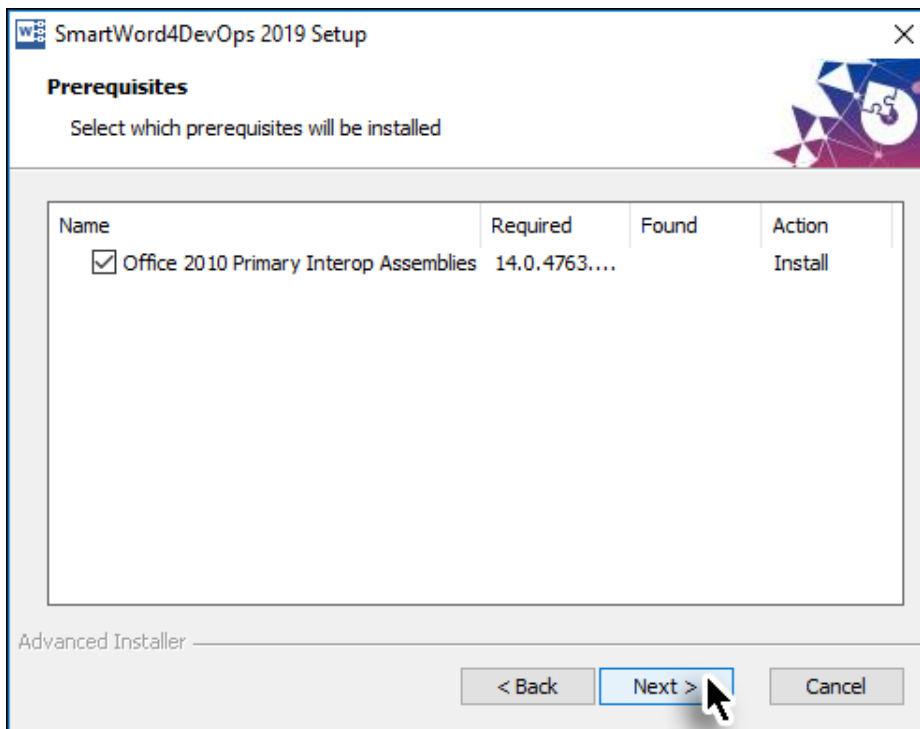 SmartWord4DevOps 2019 Setup
Prerequisites
Select which prerequisites will be installed
Name Required Found Action
Office 2010 Primary Interop Assemblies 14.0.4763.... Install
Advanced Installer
< Back Next > Cancel